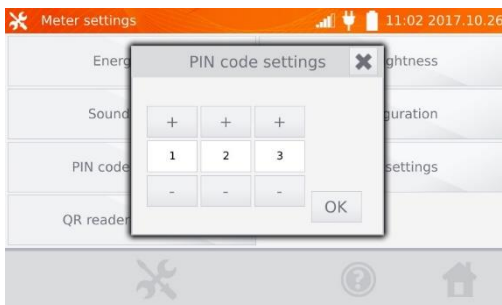 Meter settings
11:02 2017.10.26
Energ
PIN code settings
ghtness
Sound
guration
+ + +
1 2 3
- - -
PIN code
settings
OK
QR reader
?